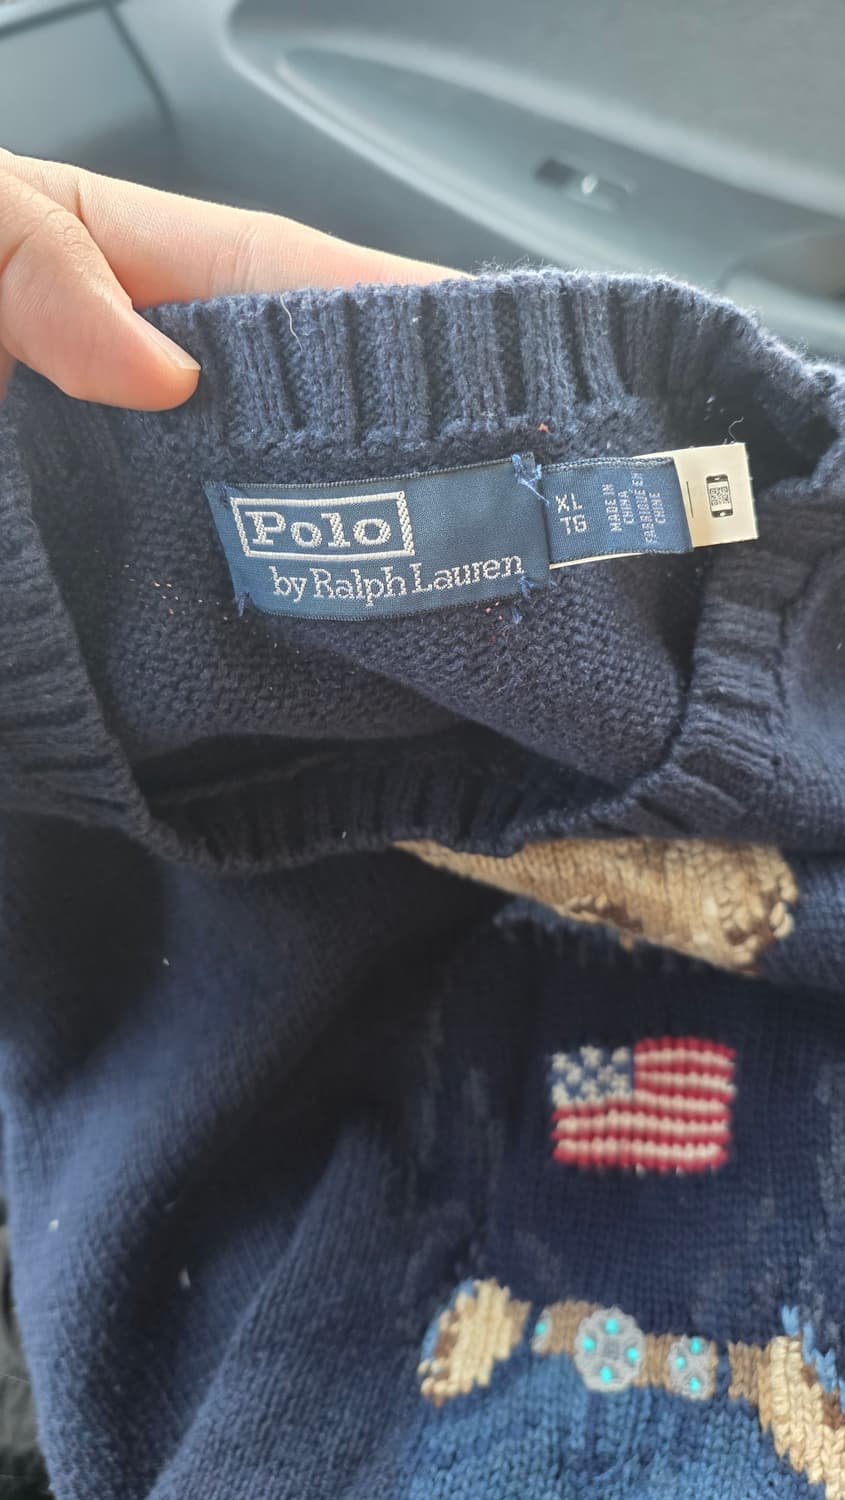 Polo
by Ralph Lauren
XL
TG
MADE IN
CHINA
FABRIQUÉ EN
CHINE